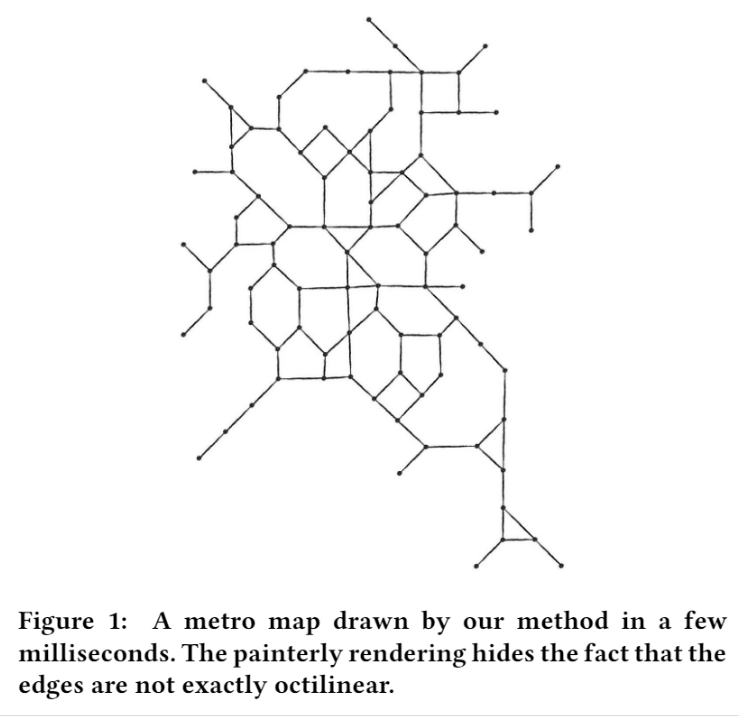 Figure 1: A metro map drawn by our method in a few
milliseconds. The painterly rendering hides the fact that the
edges are not exactly octilinear.